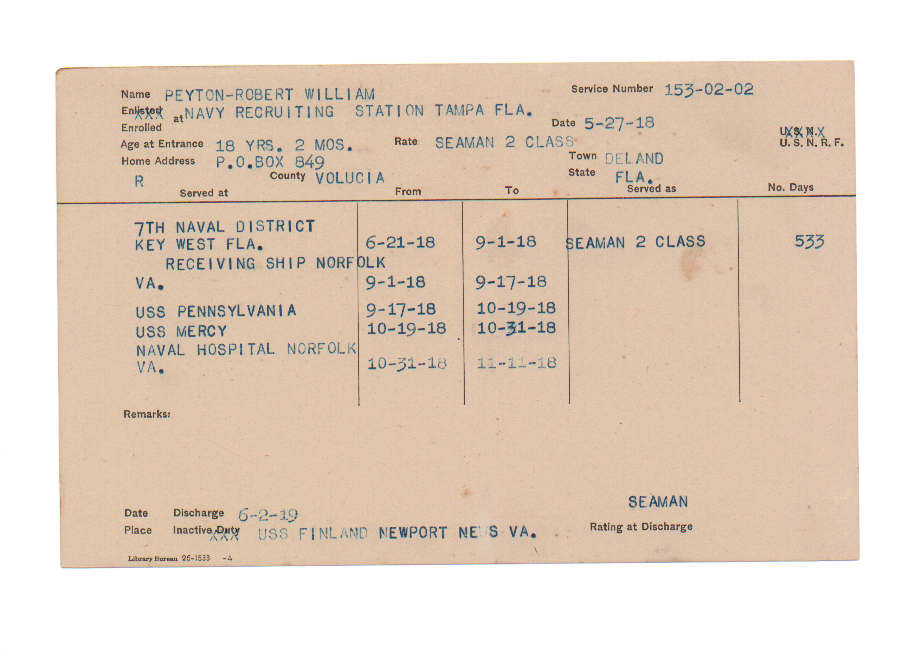 Name PEYTON-ROBERT WILLIAM Service Number 153-02-02
Enlisted
XXX at NAVY RECRUITING STATION TAMPA FLA.
Enrolled Date 5-27-18 U.S.N.
Age at Entrance 18 YRS. 2 MOS. Rate SEAMAN 2 CLASS U.S.N.R.F.
Home Address P.O.BOX 849 Town DELAND
R County VOLUCIA State FLA.
Served at From To Served as No. Days
7TH NAVAL DISTRICT
KEY WEST FLA. 6-21-18 9-1-18 SEAMAN 2 CLASS 533
RECEIVING SHIP NORFOLK
VA. 9-1-18 9-17-18
USS PENNSYLVANIA 9-17-18 10-19-18
USS MERCY 10-19-18 10-31-18
NAVAL HOSPITAL NORFOLK
VA. 10-31-18 11-11-18
Remarks:
SEAMAN
Date Discharge 6-2-19
Place Inactive Duty XXX USS FINLAND NEWPORT NEWS VA. Rating at Discharge
Library Bureau 26-1533 -4